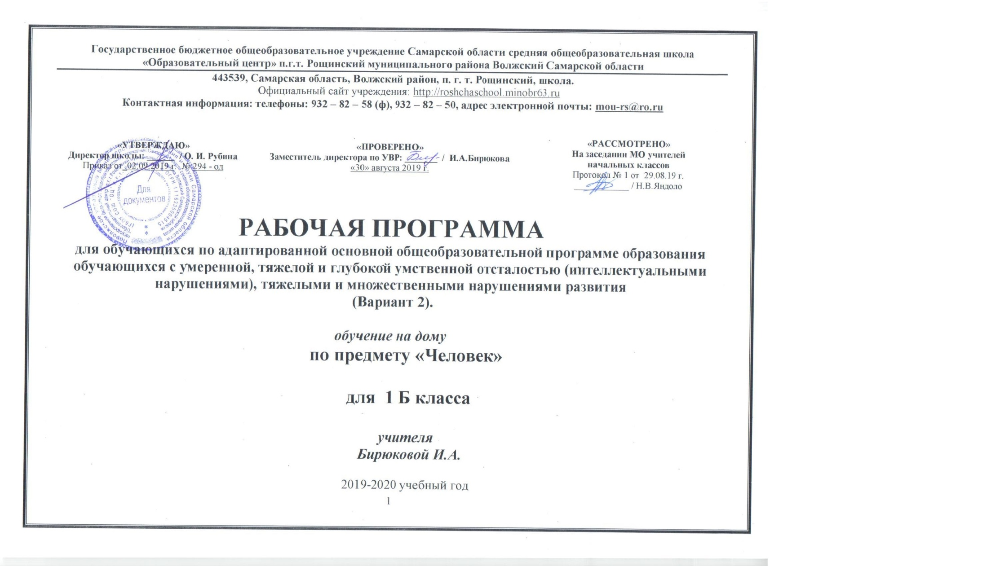 Государственное бюджетное общеобразовательное учреждение Самарской области средняя общеобразовательная школа
«Образовательный центр» п.г.т. Рощинский муниципального района Волжский Самарской области
443539, Самарская область, Волжский район, п. г. т. Рощинский, школа.
Официальный сайт учреждения: http://roshchaschool.minobr63.ru
Контактная информация: телефоны: 932 – 82 – 58 (ф), 932 – 82 – 50, адрес электронной почты: mou-rs@ro.ru
«УТВЕРЖДАЮ»
Директор школы: / О. И. Рубина
Приказ от 02.09.2019 г. № 294 - од
«ПРОВЕРЕНО»
Заместитель директора по УВР: / И.А.Бирюкова
«30» августа 2019 г.
«РАССМОТРЕНО»
На заседании МО учителей
начальных классов
Протокол № 1 от 29.08.19 г.
/ Н.В.Яндоло
Для
документов
РАБОЧАЯ ПРОГРАММА
для обучающихся по адаптированной основной общеобразовательной программе образования
обучающихся с умеренной, тяжелой и глубокой умственной отсталостью (интеллектуальными
нарушениями), тяжелыми и множественными нарушениями развития
(Вариант 2).
обучение на дому
по предмету «Человек»
для 1 Б класса
учителя
Бирюковой И.А.
2019-2020 учебный год
1